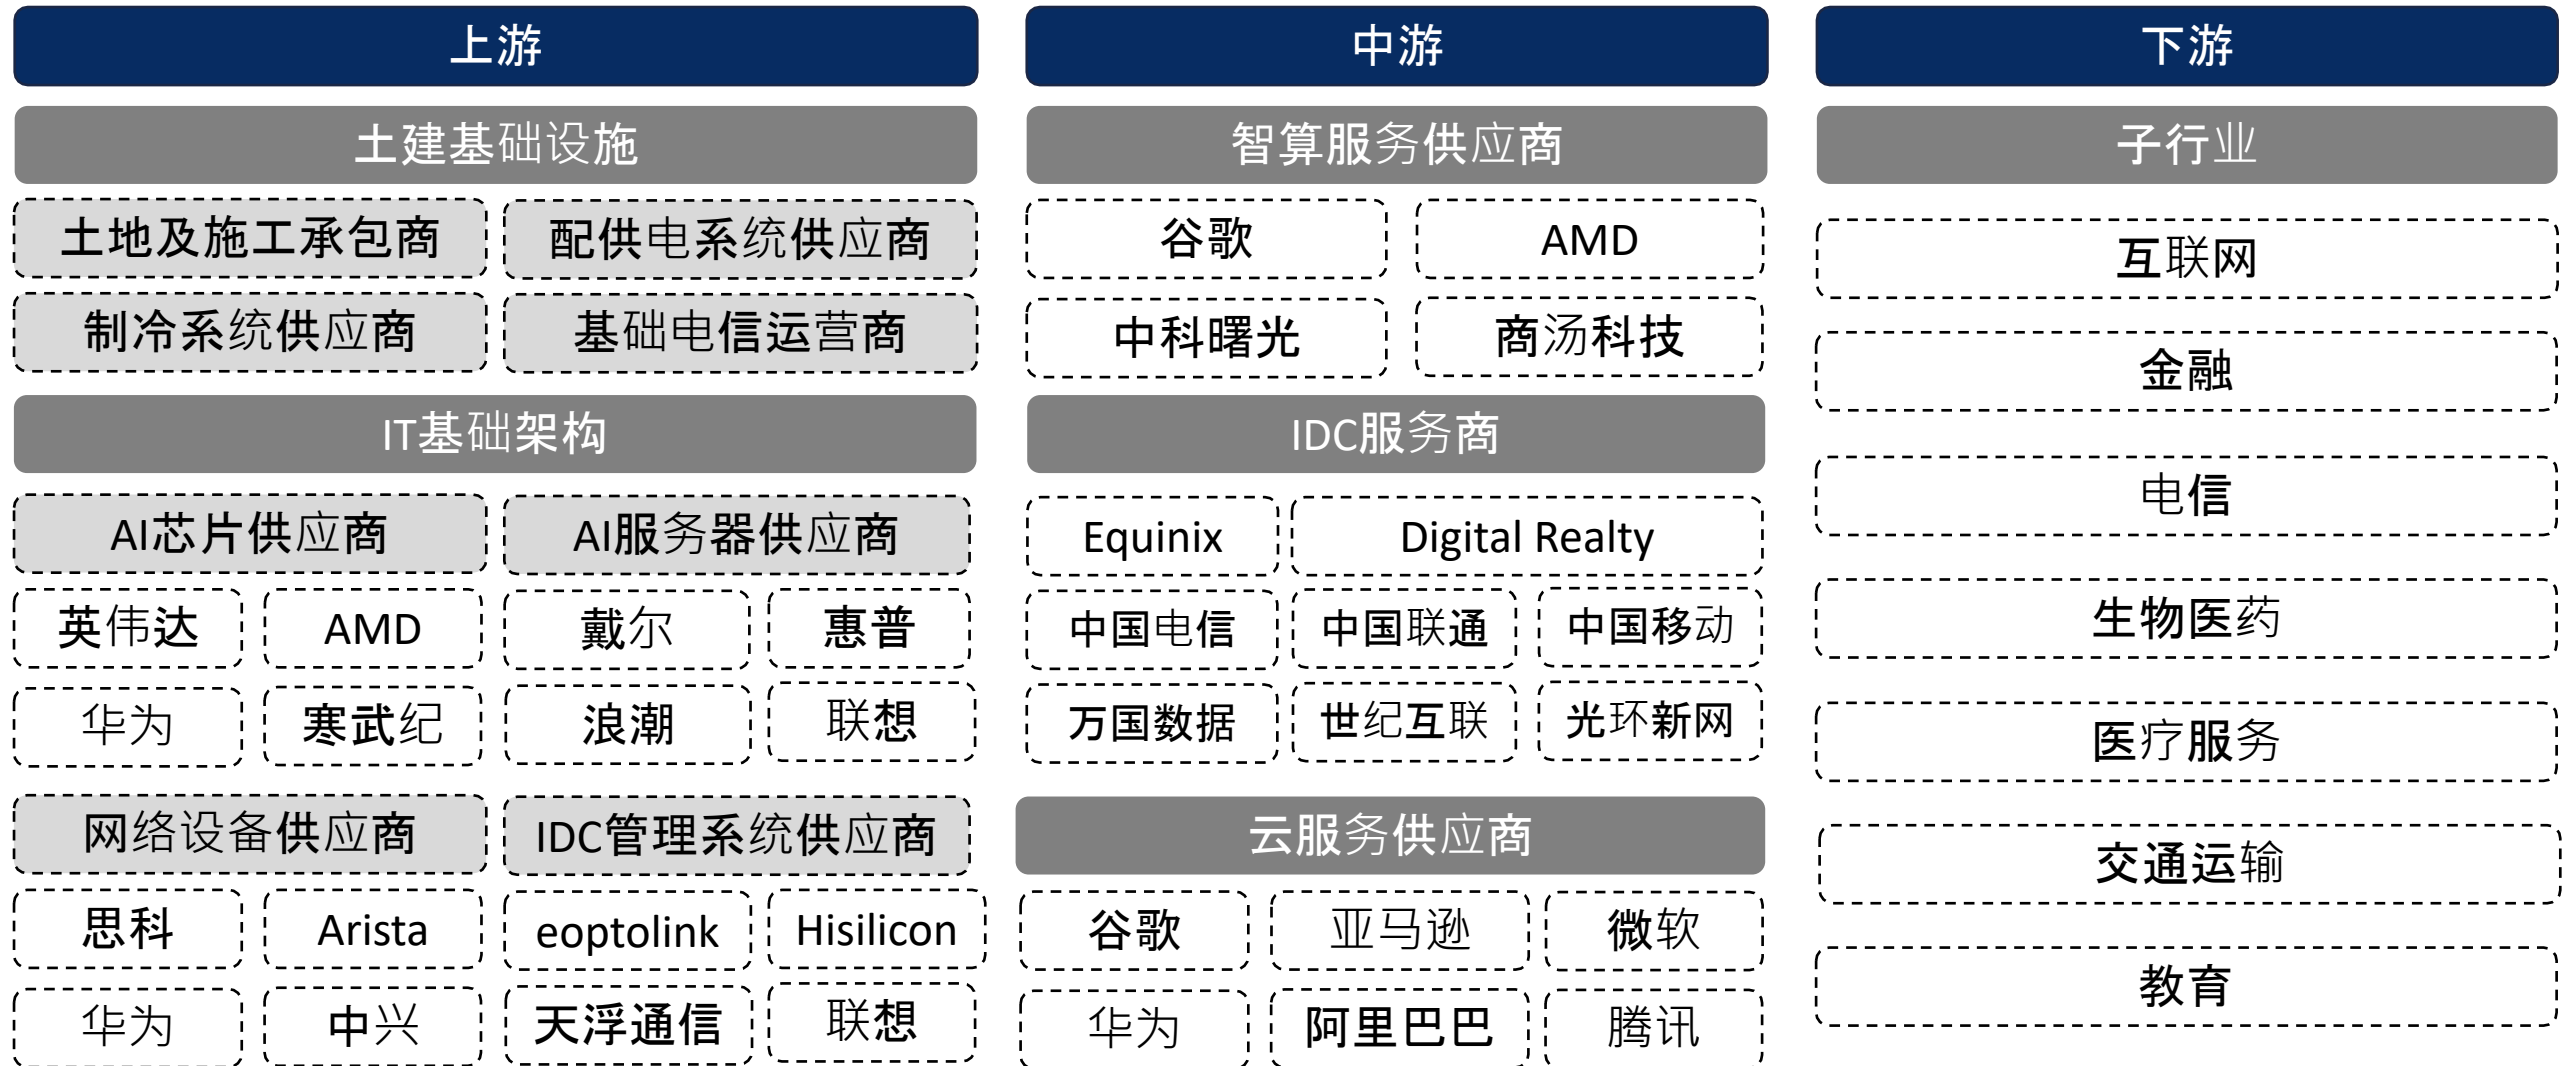 上游
土建基础设施
土地及施工承包商
配供电系统供应商
制冷系统供应商
基础电信运营商
IT基础架构
AI芯片供应商
AI服务器供应商
英伟达
AMD
戴尔
惠普
华为
寒武纪
浪潮
联想
网络设备供应商
IDC管理系统供应商
思科
Arista
eoptolink
Hisilicon
华为
中兴
天浮通信
联想
中游
智算服务供应商
谷歌
AMD
中科曙光
商汤科技
IDC服务商
Equinix
Digital Realty
中国电信
中国联通
中国移动
万国数据
世纪互联
光环新网
云服务供应商
谷歌
亚马逊
微软
华为
阿里巴巴
腾讯
下游
子行业
互联网
金融
电信
生物医药
医疗服务
交通运输
教育